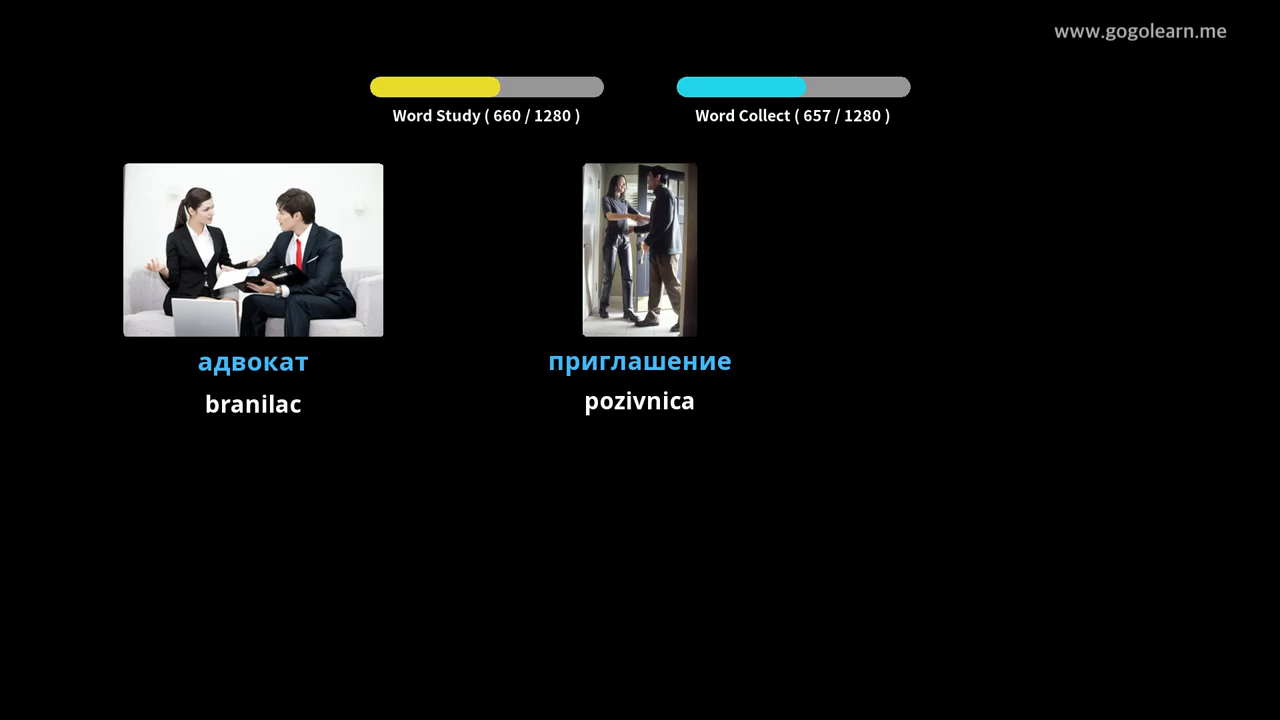 www.gogolearn.me
Word Study ( 660 / 1280 )
Word Collect ( 657 / 1280 )
адвокат
branilac
приглашение
pozivnica